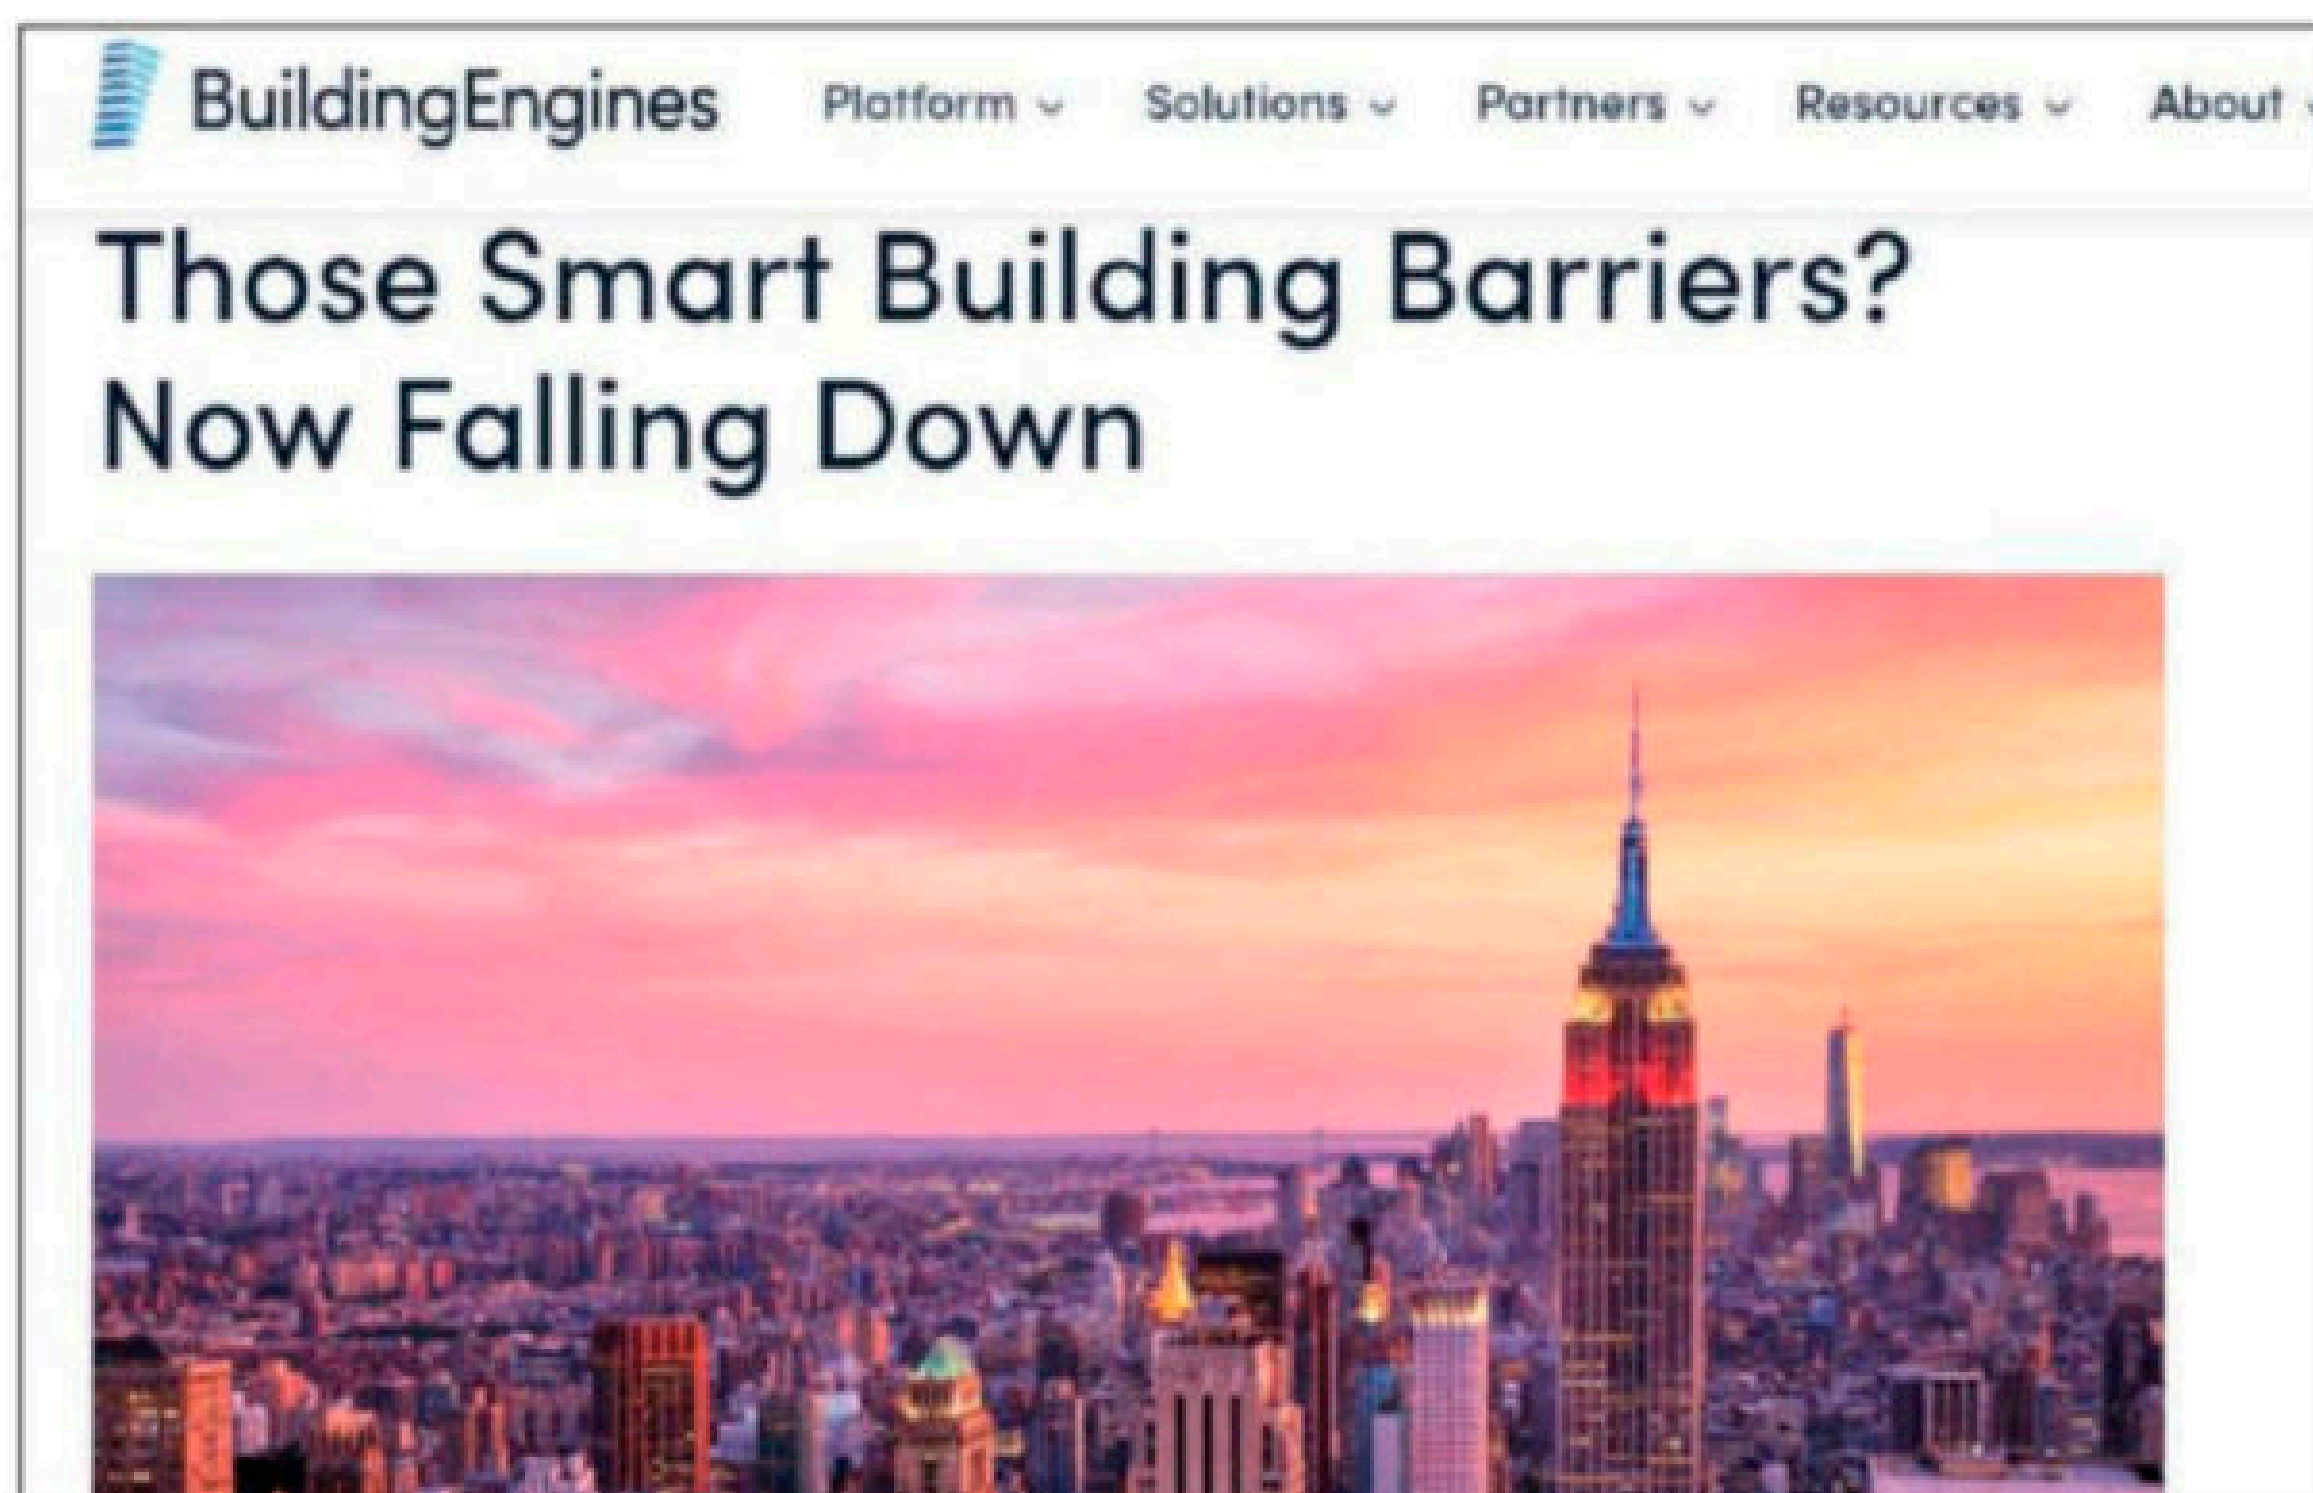 BuildingEngines Platform Solutions Partners Resources About
Those Smart Building Barriers?
Now Falling Down